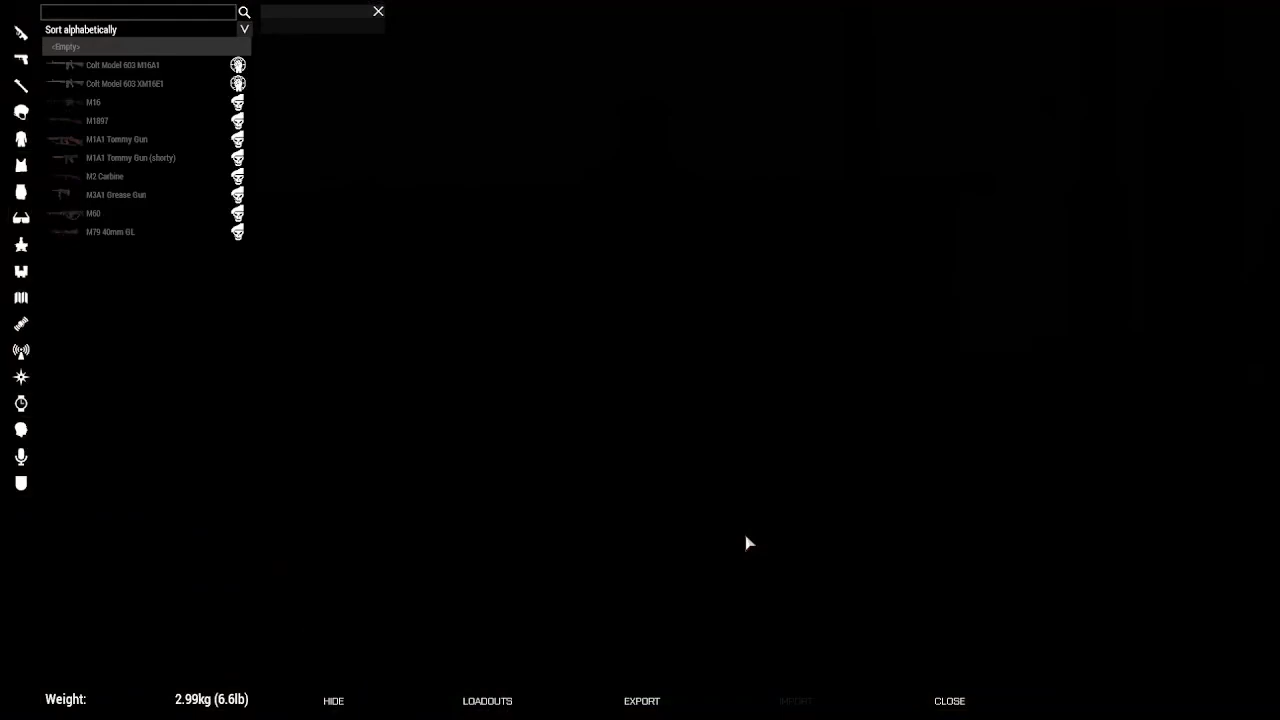 Sort alphabetically
V
<Empty>
Colt Model 603 M16A1
Colt Model 603 XM16E1
M16
M1897
M1A1 Tommy Gun
M1A1 Tommy Gun (shorty)
M2 Carbine
M3A1 Grease Gun
M60
M79 40mm GL
Weight: 2.99kg (6.6lb)
HIDE
LOADOUTS
EXPORT
IMPORT
CLOSE